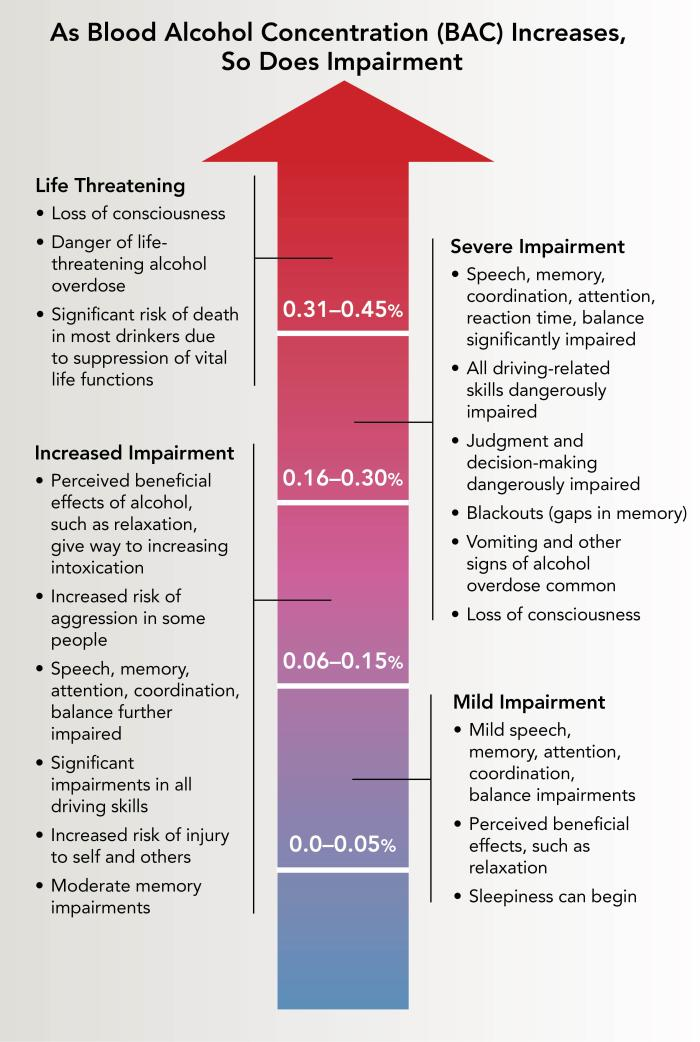 As Blood Alcohol Concentration (BAC) Increases,
So Does Impairment
Life Threatening
• Loss of consciousness
• Danger of life-
threatening alcohol
overdose
• Significant risk of death
in most drinkers due
to suppression of vital
life functions
0.31–0.45%
Severe Impairment
• Speech, memory,
coordination, attention,
reaction time, balance
significantly impaired
• All driving-related
skills dangerously
impaired
• Judgment and
decision-making
dangerously impaired
• Blackouts (gaps in memory)
• Vomiting and other
signs of alcohol
overdose common
• Loss of consciousness
0.16–0.30%
Increased Impairment
• Perceived beneficial
effects of alcohol,
such as relaxation,
give way to increasing
intoxication
• Increased risk of
aggression in some
people
• Speech, memory,
attention, coordination,
balance further
impaired
• Significant
impairments in all
driving skills
• Increased risk of injury
to self and others
• Moderate memory
impairments
0.06–0.15%
Mild Impairment
• Mild speech,
memory, attention,
coordination,
balance impairments
• Perceived beneficial
effects, such as
relaxation
• Sleepiness can begin
0.0–0.05%